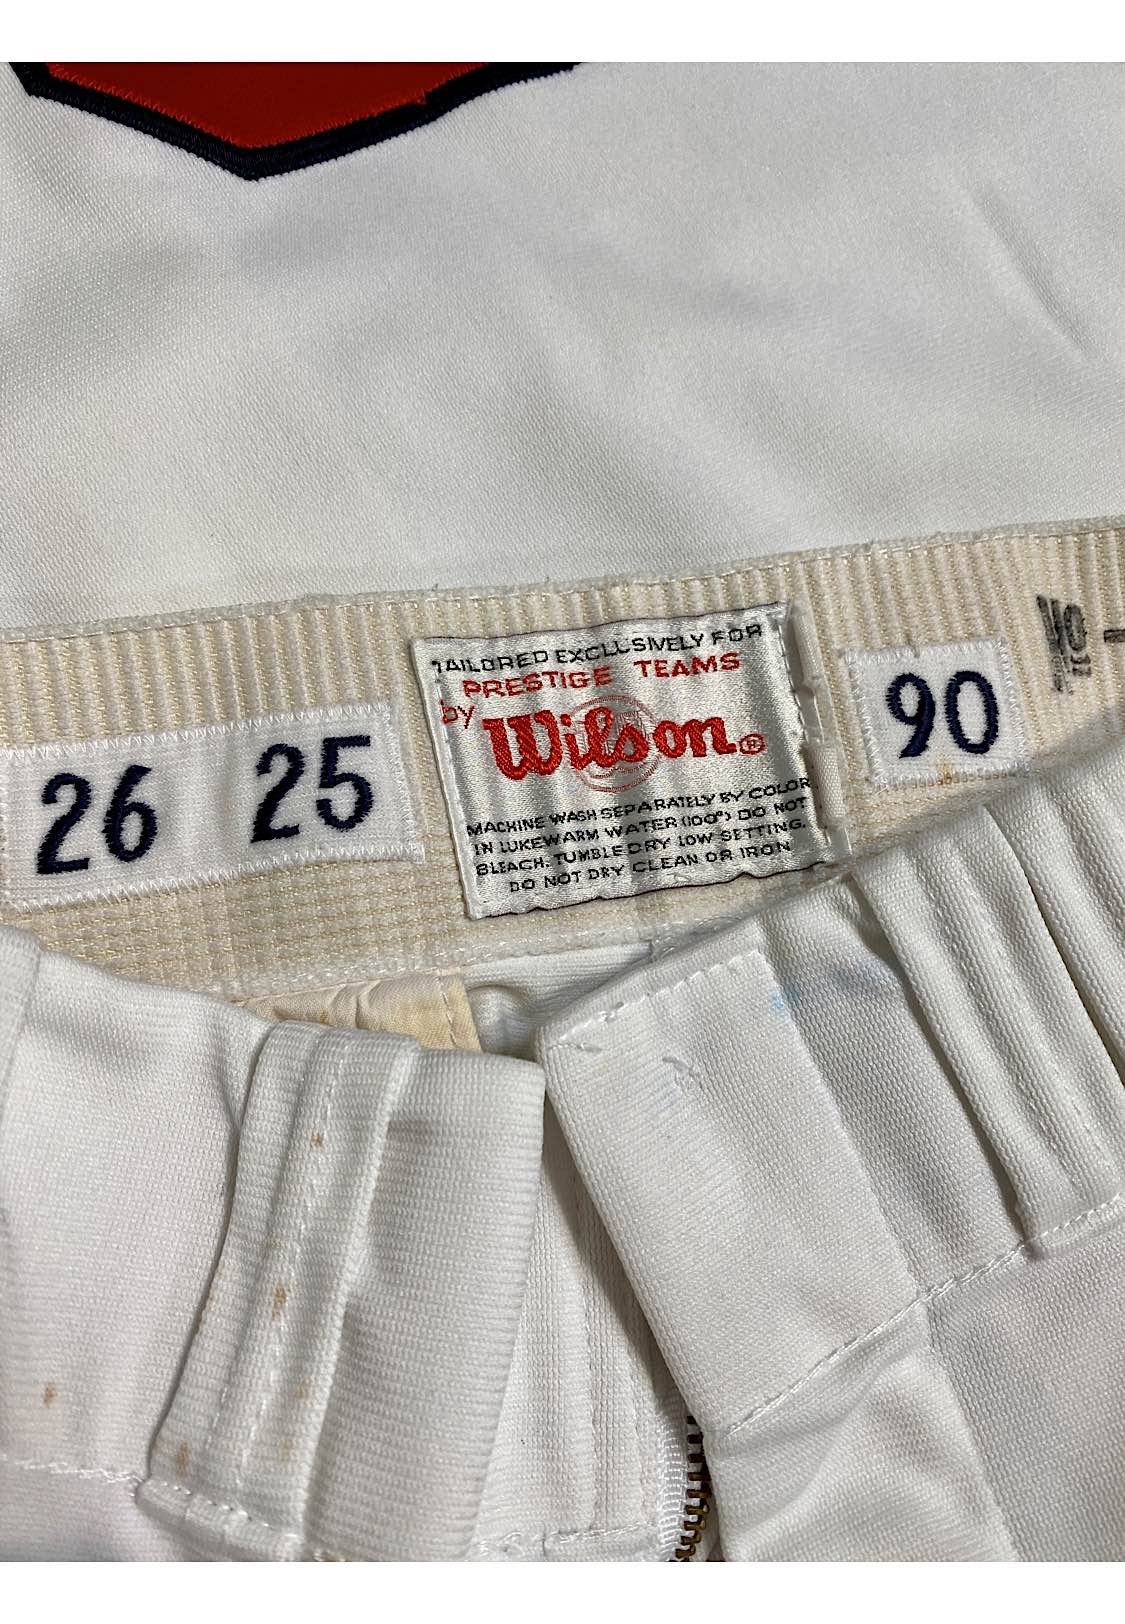 TAILORED EXCLUSIVELY FOR
PRESTIGE TEAMS
by Wilson®
MACHINE WASH SEPARATELY BY COLOR
IN LUKEWARM WATER (100°) DO NOT
BLEACH. TUMBLE DRY LOW SETTING.
DO NOT DRY CLEAN OR IRON
26 25
90